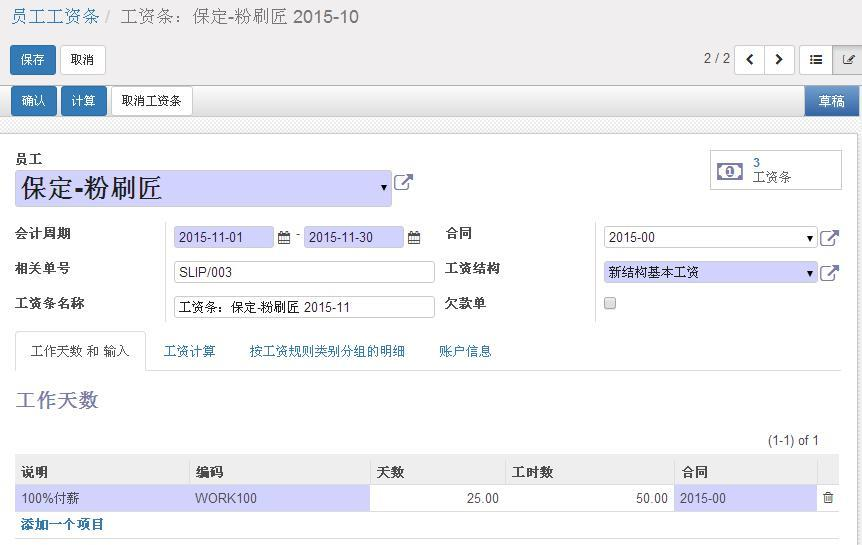 员工工资条 / 工资条：保定-粉刷匠 2015-10
保存 取消 2 / 2
确认 计算 取消工资条 草稿
员工
保定-粉刷匠
3
工资条
会计周期 2015-11-01 - 2015-11-30 合同 2015-00
相关单号 SLIP/003 工资结构 新结构基本工资
工资条名称 工资条：保定-粉刷匠 2015-11 欠款单
工作天数 和 输入 工资计算 按工资规则类别分组的明细 账户信息
工作天数
(1-1) of 1
说明 编码 天数 工时数 合同
100%付薪 WORK100 25.00 50.00 2015-00
添加一个项目